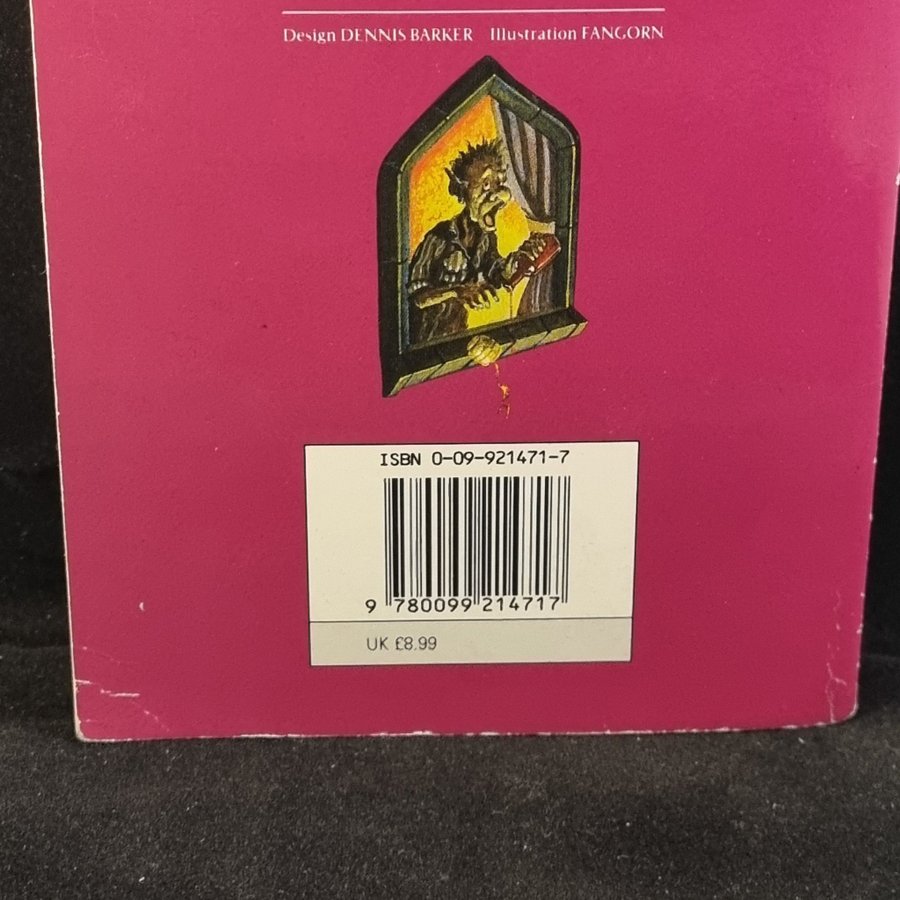 Design DENNIS BARKER Illustration FANGORN
ISBN 0-09-921471-7
9 780099 214717
UK £8.99